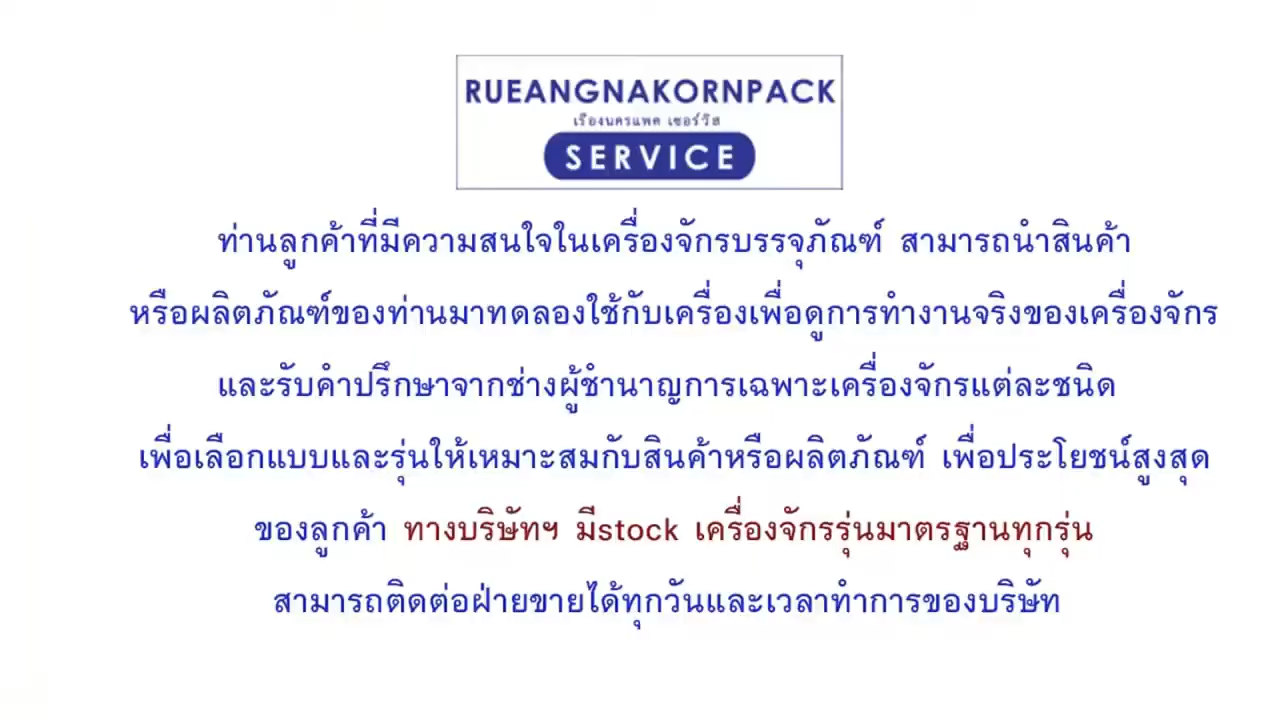 RUEANGNAKORNPACK
เรืองนครแพค เซอร์วิส
SERVICE
ท่านลูกค้าที่มีความสนใจในเครื่องจักรบรรจุภัณฑ์ สามารถนำสินค้า
หรือผลิตภัณฑ์ของท่านมาทดลองใช้กับเครื่องเพื่อดูการทำงานจริงของเครื่องจักร
และรับคำปรึกษาจากช่างผู้ชำนาญการเฉพาะเครื่องจักรแต่ละชนิด
เพื่อเลือกแบบและรุ่นให้เหมาะสมกับสินค้าหรือผลิตภัณฑ์ เพื่อประโยชน์สูงสุด
ของลูกค้า ทางบริษัทฯ มีstock เครื่องจักรรุ่นมาตรฐานทุกรุ่น
สามารถติดต่อฝ่ายขายได้ทุกวันและเวลาทำการของบริษัท